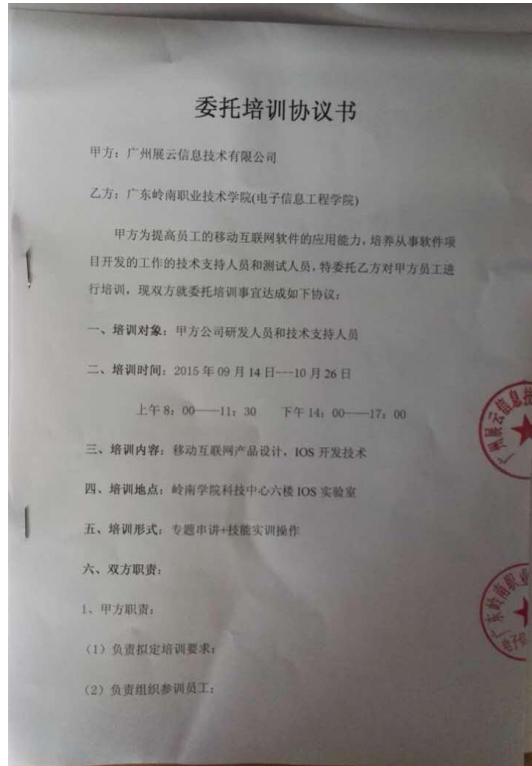 委托培训协议书
甲方：广州展云信息技术有限公司
乙方：广东岭南职业技术学院(电子信息工程学院)
甲方为提高员工的移动互联网软件的应用能力，培养从事软件项
目开发的工作的技术支持人员和测试人员，特委托乙方对甲方员工进
行培训，现双方就委托培训事宜达成如下协议：
一、培训对象：甲方公司研发人员和技术支持人员
二、培训时间：2015年09月14日---10月26日
上午8：00——11：30 下午14：00——17：00
三、培训内容：移动互联网产品设计，IOS开发技术
四、培训地点：岭南学院科技中心六楼IOS实验室
五、培训形式：专题串讲+技能实训操作
六、双方职责：
1、甲方职责：
（1）负责拟定培训要求；
（2）负责组织参训员工；
广州展云信息技
广东岭南职